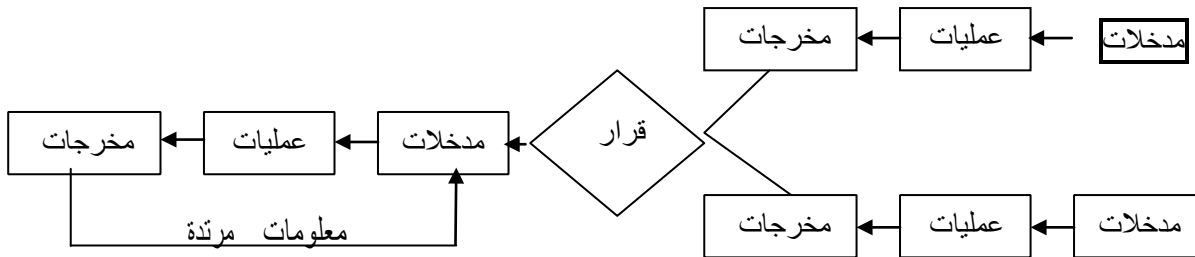 مدخلات
عمليات
مخرجات
قرار
مدخلات
عمليات
مخرجات
مدخلات
عمليات
مخرجات
معلومات مرتدة